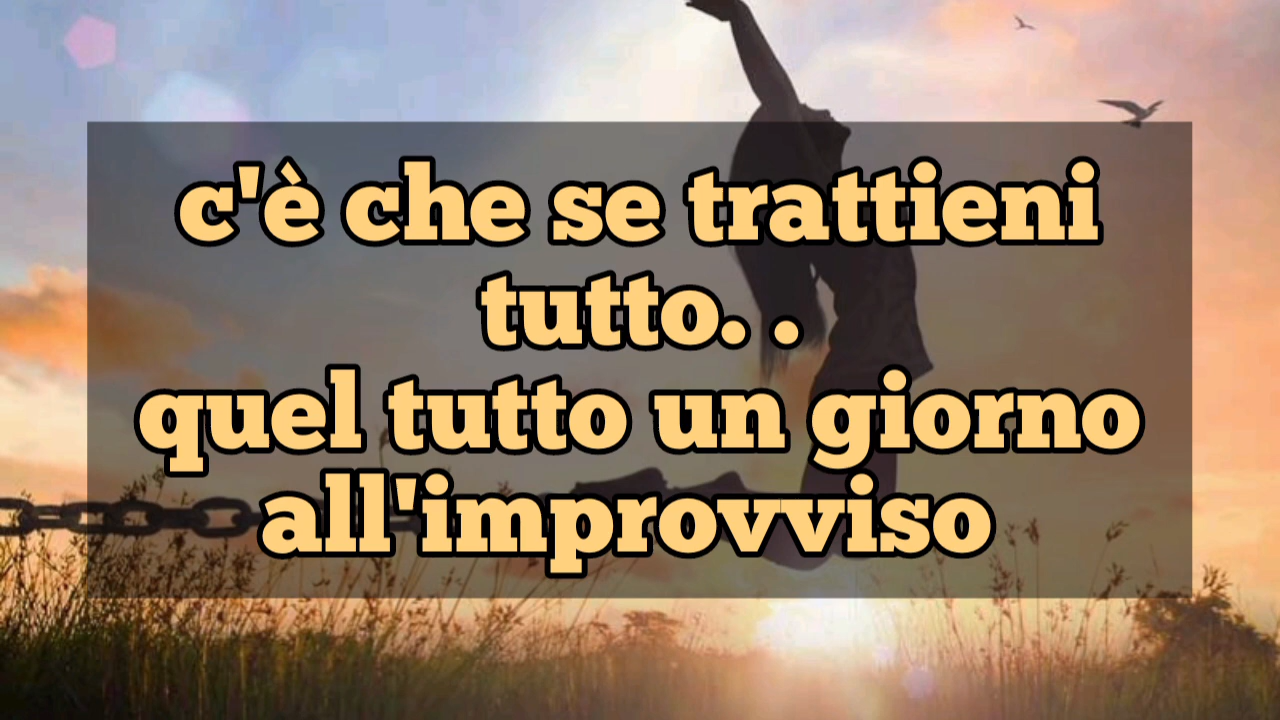 c'è che se trattieni
tutto. .
quel tutto un giorno
all'improvviso